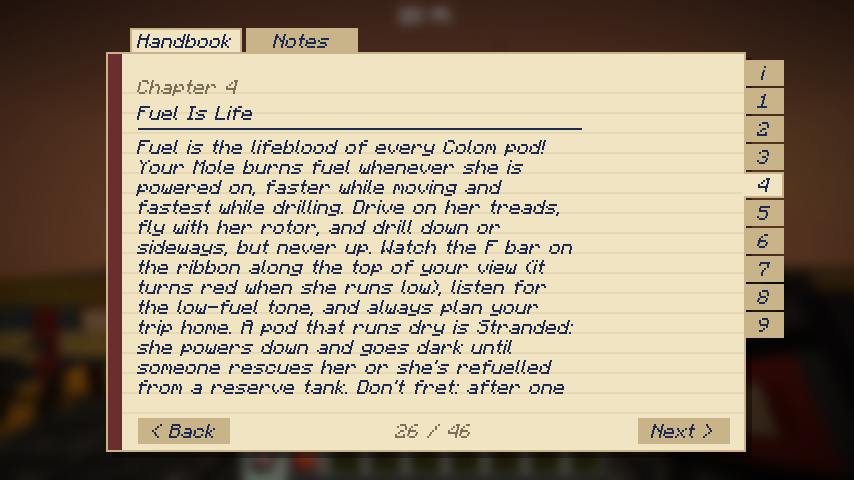 Handbook
Notes
Chapter 4
Fuel Is Life
Fuel is the lifeblood of every Colom pod!
Your Mole burns fuel whenever she is
powered on, faster while moving and
fastest while drilling. Drive on her treads,
fly with her rotor, and drill down or
sideways, but never up. Watch the F bar on
the ribbon along the top of your view (it
turns red when she runs low), listen for
the low-fuel tone, and always plan your
trip home. A pod that runs dry is Stranded:
she powers down and goes dark until
someone rescues her or she's refuelled
from a reserve tank. Don't fret: after one
< Back
26 / 46
Next >
i
1
2
3
4
5
6
7
8
9